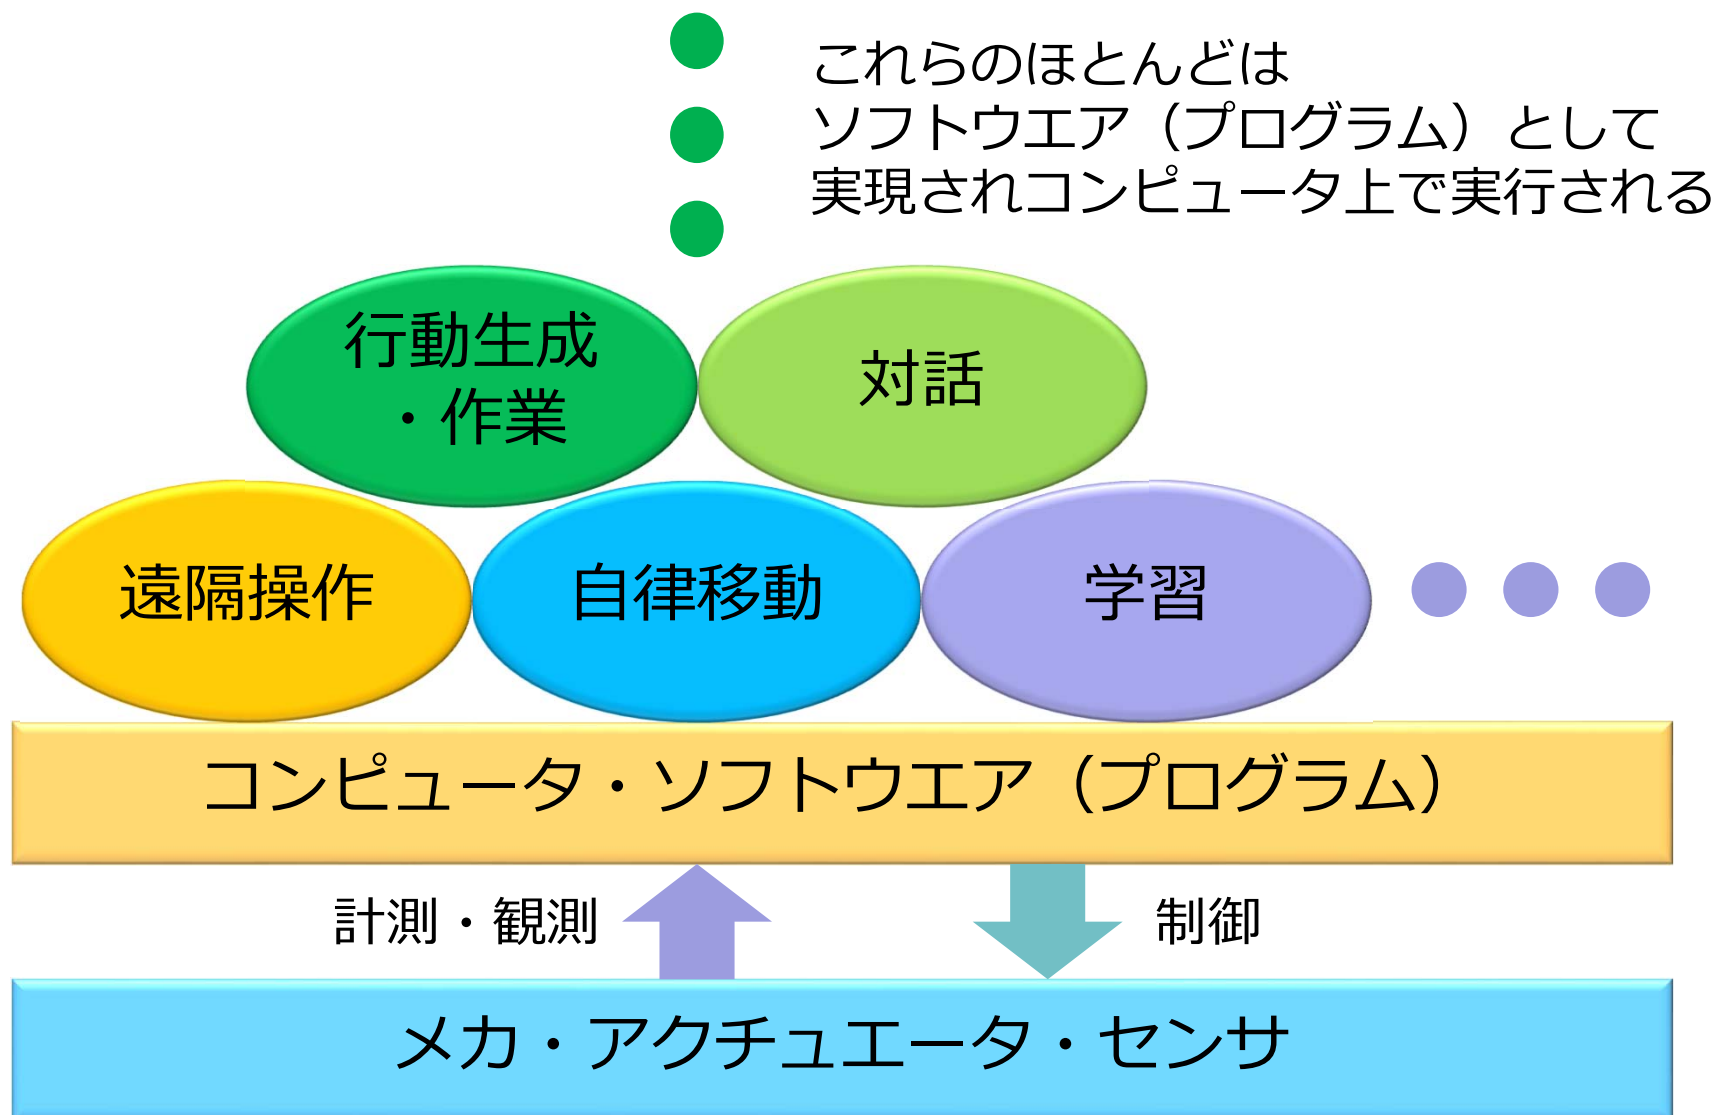 これらのほとんどは
ソフトウエア（プログラム）として
実現されコンピュータ上で実行される
行動生成
・作業
対話
遠隔操作
自律移動
学習
コンピュータ・ソフトウエア（プログラム）
計測・観測
制御
メカ・アクチュエータ・センサ